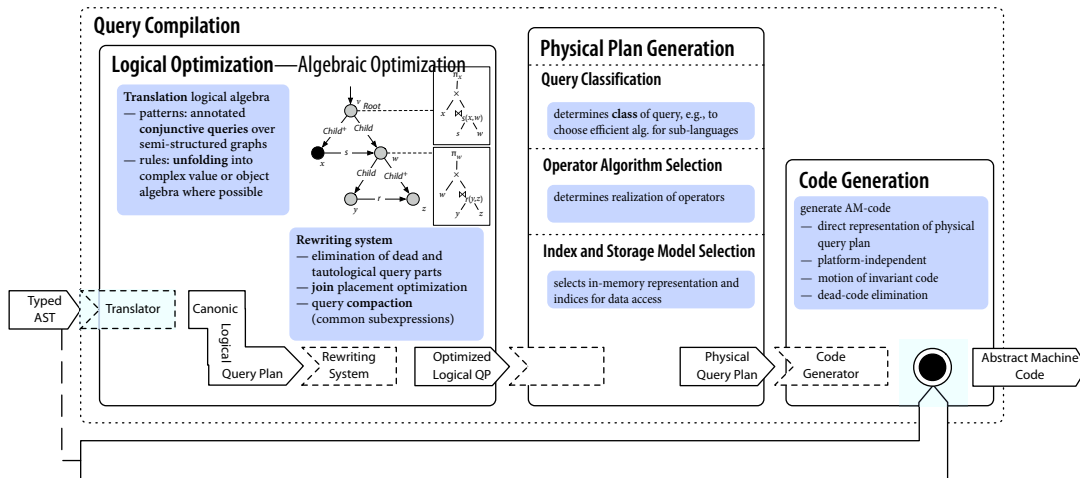 Query Compilation
Logical Optimization—Algebraic Optimization
Translation logical algebra
— patterns: annotated
conjunctive queries over
semi-structured graphs
— rules: unfolding into
complex value or object
algebra where possible
v Root
Child+ Child
x s w
Child Child+
y r z
πx
×
x ⋈s(x,w)
s w
πw
×
w ⋈r(y,z)
y z
Rewriting system
— elimination of dead and
tautological query parts
— join placement optimization
— query compaction
(common subexpressions)
Physical Plan Generation
Query Classification
determines class of query, e.g., to
choose efficient alg. for sub-languages
Operator Algorithm Selection
determines realization of operators
Index and Storage Model Selection
selects in-memory representation and
indices for data access
Code Generation
generate AM-code
— direct representation of physical
query plan
— platform-independent
— motion of invariant code
— dead-code elimination
Typed
AST
Translator
Canonic
Logical
Query Plan
Rewriting
System
Optimized
Logical QP
Physical
Query Plan
Code
Generator
Abstract Machine
Code